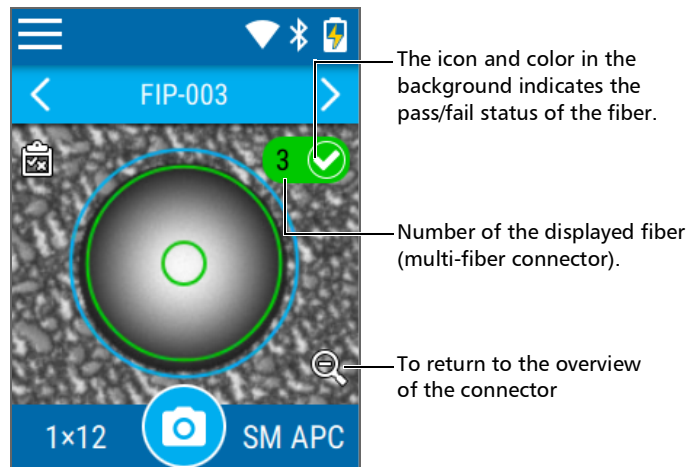 The icon and color in the
background indicates the
pass/fail status of the fiber.
FIP-003
3
Number of the displayed fiber
(multi-fiber connector).
To return to the overview
of the connector
1×12
SM APC